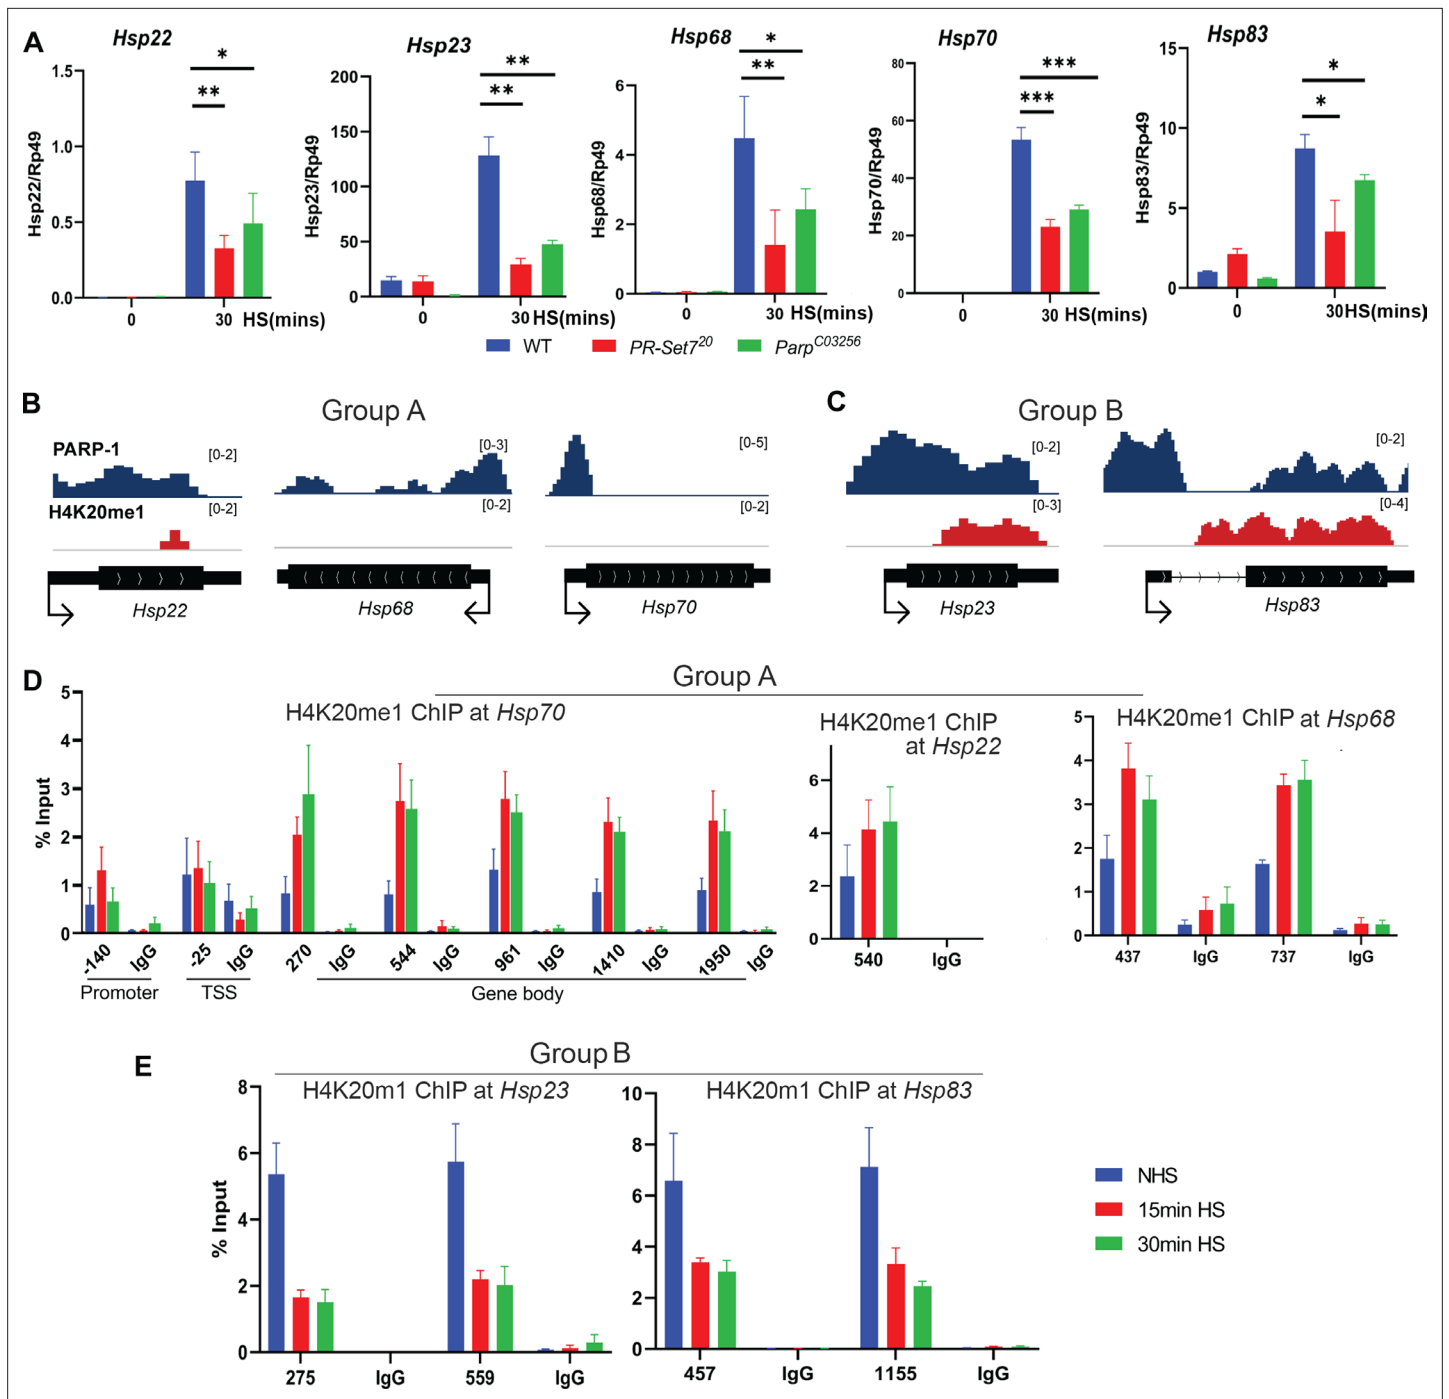 A
Hsp22
Hsp22/Rp49
1.5
1.0
0.5
0.0
*
**
0
30 HS(mins)
Hsp23
Hsp23/Rp49
200
150
100
50
0
**
**
0
30 HS(mins)
Hsp68
Hsp68/Rp49
6
4
2
0
*
**
0
30 HS(mins)
Hsp70
Hsp70/Rp49
80
60
40
20
0
***
***
0
30 HS(mins)
Hsp83
Hsp83/Rp49
15
10
5
0
*
*
0
30HS(mins)
WT PR-Set7²⁰ Parp^C03256
B
Group A
PARP-1
[0-2]
[0-3]
[0-5]
H4K20me1
[0-2]
[0-2]
[0-2]
Hsp22
Hsp68
Hsp70
C
Group B
[0-2]
[0-2]
[0-3]
[0-4]
Hsp23
Hsp83
D
Group A
H4K20me1 ChIP at Hsp70
% Input
5
4
3
2
1
0
-140 IgG -25 IgG 270 IgG 544 IgG 961 IgG 1410 IgG 1950 IgG
Promoter TSS Gene body
H4K20me1 ChIP
at Hsp22
6
4
2
0
540 IgG
H4K20me1 ChIP at Hsp68
5
4
3
2
1
0
437 IgG 737 IgG
E
Group B
H4K20m1 ChIP at Hsp23
% Input
8
6
4
2
0
275 IgG 559 IgG
H4K20m1 ChIP at Hsp83
10
8
6
4
2
0
457 IgG 1155 IgG
NHS
15min HS
30min HS